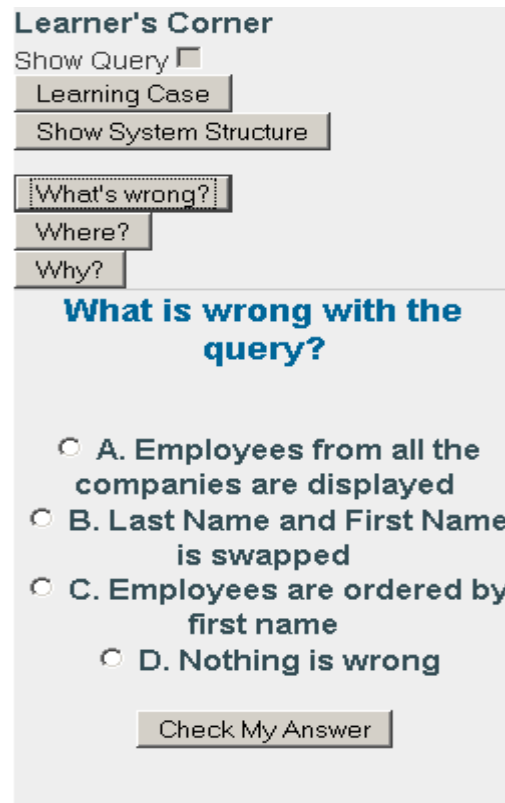 Learner's Corner
Show Query
Learning Case
Show System Structure
What's wrong?
Where?
Why?
What is wrong with the
query?
A. Employees from all the
companies are displayed
B. Last Name and First Name
is swapped
C. Employees are ordered by
first name
D. Nothing is wrong
Check My Answer